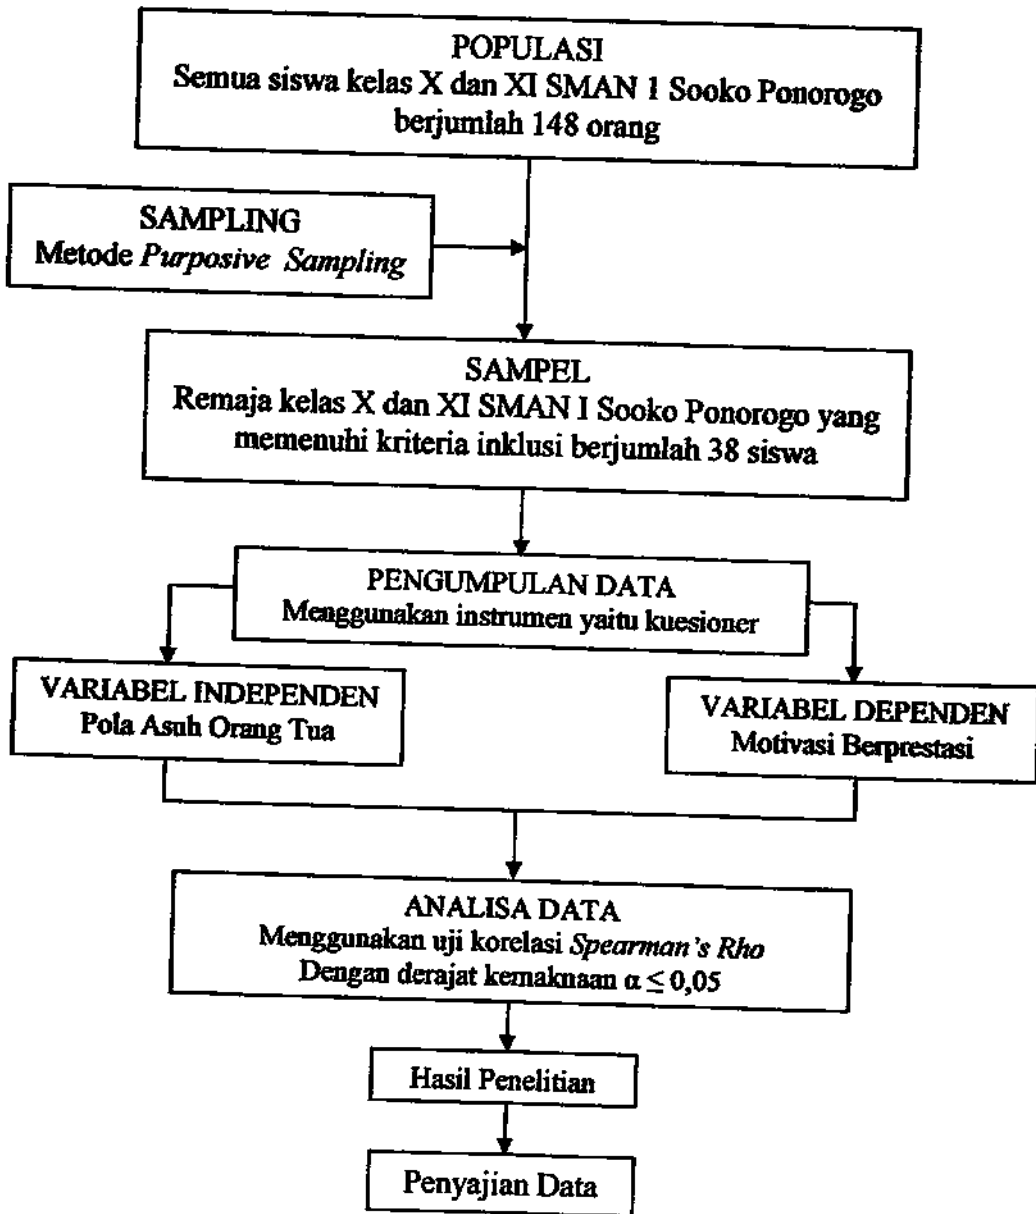 POPULASI
Semua siswa kelas X dan XI SMAN 1 Sooko Ponorogo
berjumlah 148 orang
SAMPLING
Metode Purposive Sampling
SAMPEL
Remaja kelas X dan XI SMAN I Sooko Ponorogo yang
memenuhi kriteria inklusi berjumlah 38 siswa
PENGUMPULAN DATA
Menggunakan instrumen yaitu kuesioner
VARIABEL INDEPENDEN
Pola Asuh Orang Tua
VARIABEL DEPENDEN
Motivasi Berprestasi
ANALISA DATA
Menggunakan uji korelasi Spearman's Rho
Dengan derajat kemaknaan α ≤ 0,05
Hasil Penelitian
Penyajian Data